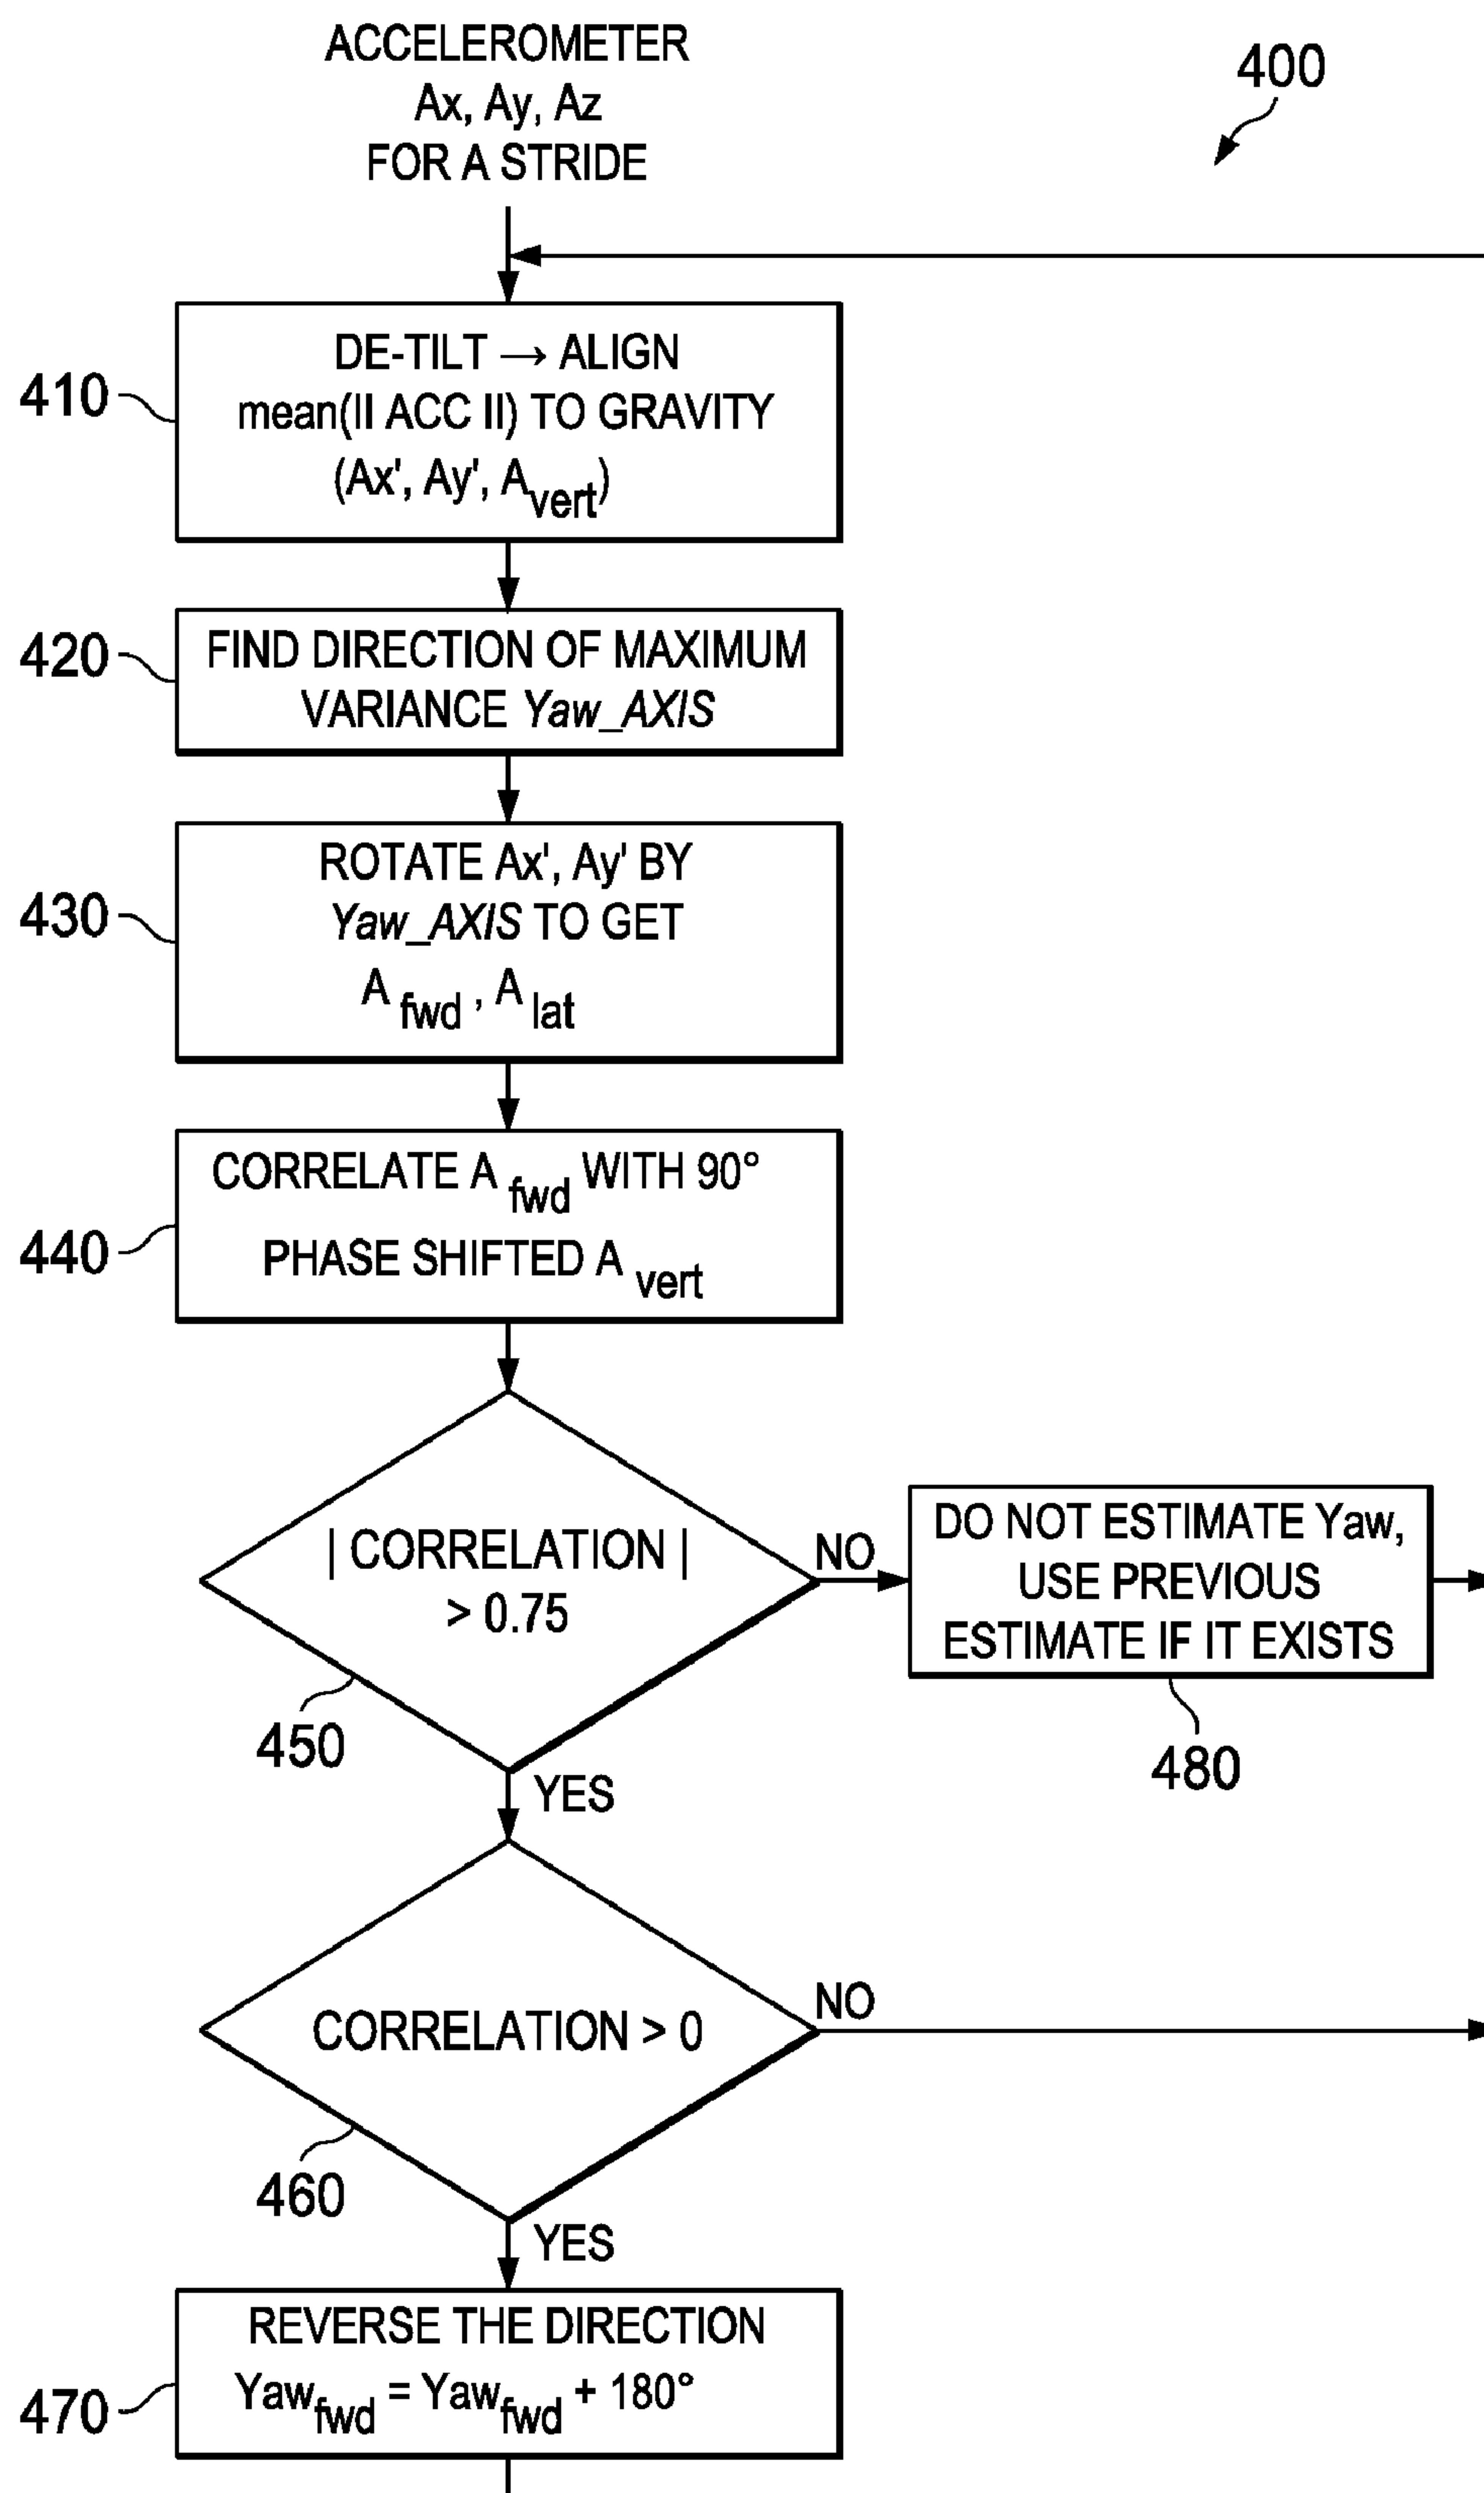 ACCELEROMETER
Ax, Ay, Az
FOR A STRIDE
400
410
DE-TILT → ALIGN
mean(II ACC II) TO GRAVITY
(Ax', Ay', Avert)
420
FIND DIRECTION OF MAXIMUM
VARIANCE Yaw_AXIS
430
ROTATE Ax', Ay' BY
Yaw_AXIS TO GET
A fwd , A lat
440
CORRELATE A fwd WITH 90°
PHASE SHIFTED A vert
| CORRELATION |
> 0.75
450
NO
YES
DO NOT ESTIMATE Yaw,
USE PREVIOUS
ESTIMATE IF IT EXISTS
480
CORRELATION > 0
460
NO
YES
470
REVERSE THE DIRECTION
Yawfwd = Yawfwd + 180°